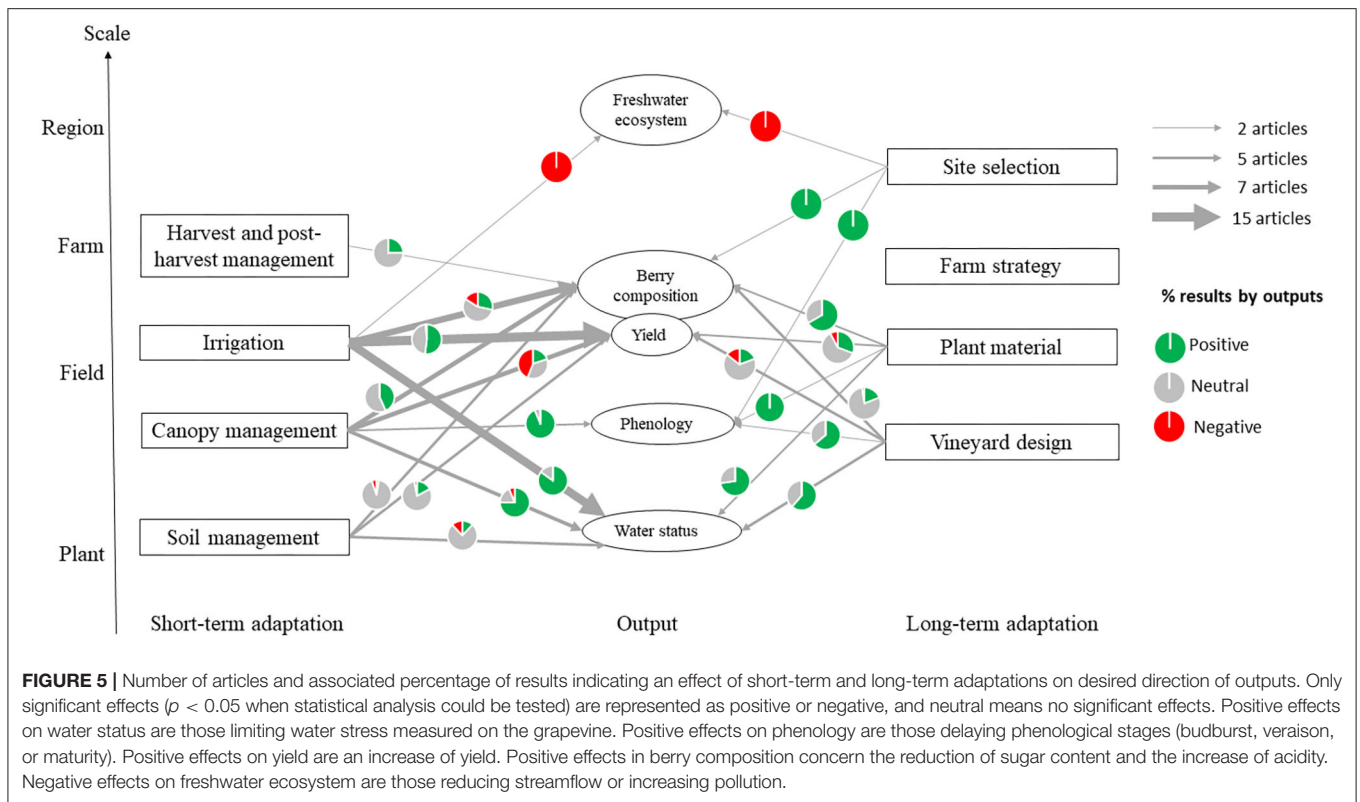 Scale
Region
Farm
Field
Plant
Harvest and post-
harvest management
Irrigation
Canopy management
Soil management
Short-term adaptation
Freshwater
ecosystem
Berry
composition
Yield
Phenology
Water status
Output
Site selection
Farm strategy
Plant material
Vineyard design
Long-term adaptation
2 articles
5 articles
7 articles
15 articles
% results by outputs
Positive
Neutral
Negative
FIGURE 5 | Number of articles and associated percentage of results indicating an effect of short-term and long-term adaptations on desired direction of outputs. Only
significant effects (p < 0.05 when statistical analysis could be tested) are represented as positive or negative, and neutral means no significant effects. Positive effects
on water status are those limiting water stress measured on the grapevine. Positive effects on phenology are those delaying phenological stages (budburst, veraison,
or maturity). Positive effects on yield are an increase of yield. Positive effects in berry composition concern the reduction of sugar content and the increase of acidity.
Negative effects on freshwater ecosystem are those reducing streamflow or increasing pollution.